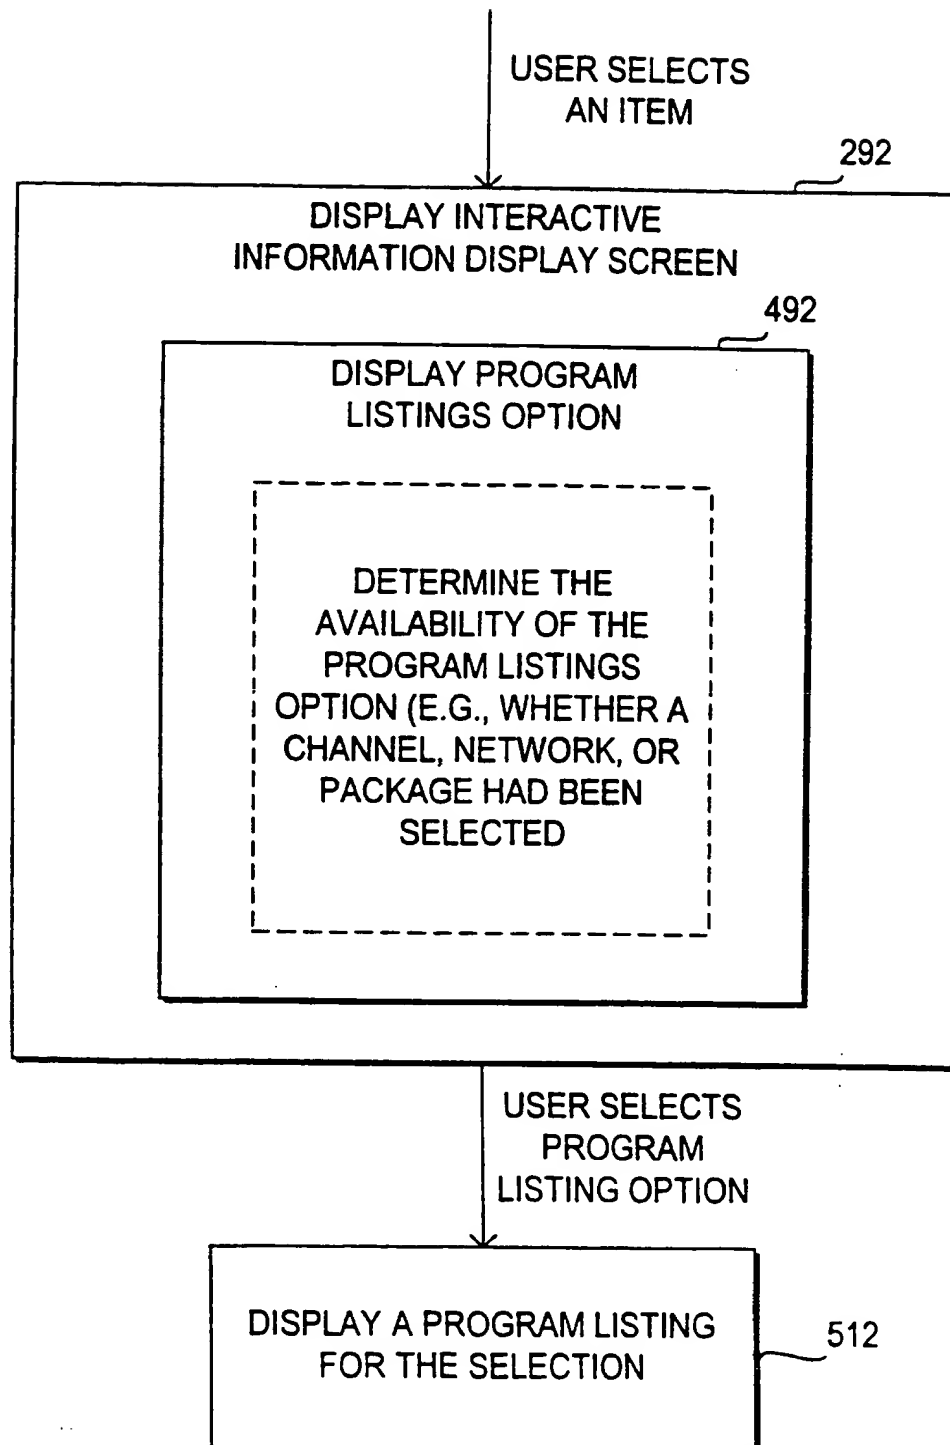 USER SELECTS
AN ITEM
292
DISPLAY INTERACTIVE
INFORMATION DISPLAY SCREEN
492
DISPLAY PROGRAM
LISTINGS OPTION
DETERMINE THE
AVAILABILITY OF THE
PROGRAM LISTINGS
OPTION (E.G., WHETHER A
CHANNEL, NETWORK, OR
PACKAGE HAD BEEN
SELECTED
USER SELECTS
PROGRAM
LISTING OPTION
DISPLAY A PROGRAM LISTING
FOR THE SELECTION
512